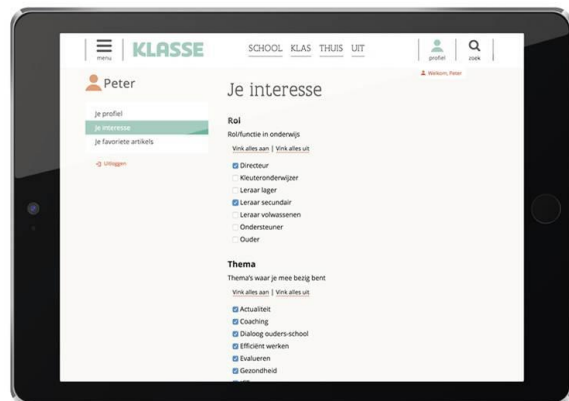 menu
KLASSE
SCHOOL KLAS THUIS UIT
profiel
zoek
Welkom, Peter
Peter
Je profiel
Je interesse
Je favoriete artikels
Uitloggen
Je interesse
Rol
Rol/functie in onderwijs
Vink alles aan | Vink alles uit
Directeur
Kleuteronderwijzer
Leraar lager
Leraar secundair
Leraar volwassenen
Ondersteuner
Ouder
Thema
Thema's waar je mee bezig bent
Vink alles aan | Vink alles uit
Actualiteit
Coaching
Dialoog ouders-school
Efficiënt werken
Evalueren
Gezondheid